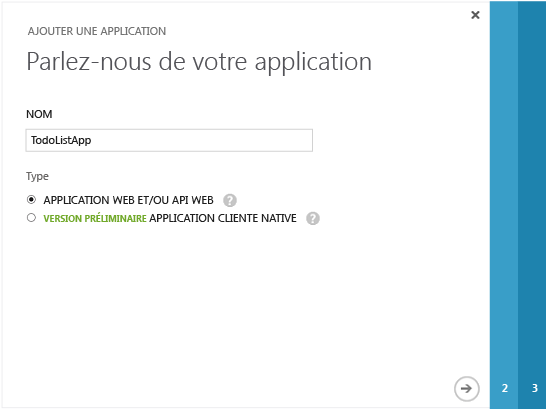 AJOUTER UNE APPLICATION
Parlez-nous de votre application
NOM
TodoListApp
Type
APPLICATION WEB ET/OU API WEB ?
VERSION PRÉLIMINAIRE APPLICATION CLIENTE NATIVE ?
2 3